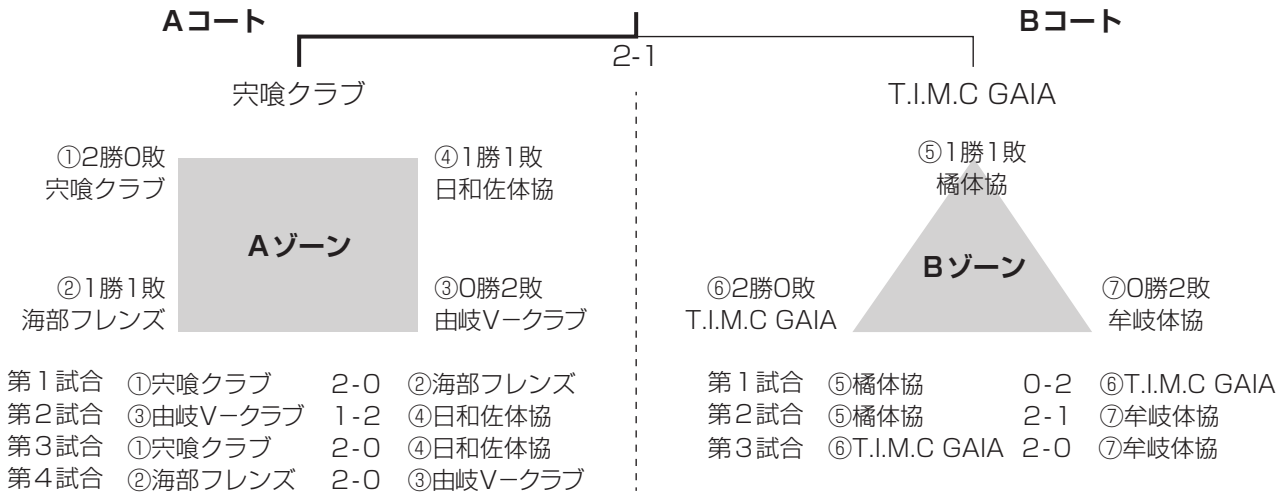 Aコート
Bコート
2-1
宍喰クラブ
T.I.M.C GAIA
①2勝0敗
宍喰クラブ
④1勝1敗
日和佐体協
Aゾーン
②1勝1敗
海部フレンズ
③0勝2敗
由岐V−クラブ
⑤1勝1敗
橘体協
Bゾーン
⑥2勝0敗
T.I.M.C GAIA
⑦0勝2敗
牟岐体協
第1試合 ①宍喰クラブ 2-0 ②海部フレンズ
第2試合 ③由岐V−クラブ 1-2 ④日和佐体協
第3試合 ①宍喰クラブ 2-0 ④日和佐体協
第4試合 ②海部フレンズ 2-0 ③由岐V−クラブ
第1試合 ⑤橘体協 0-2 ⑥T.I.M.C GAIA
第2試合 ⑤橘体協 2-1 ⑦牟岐体協
第3試合 ⑥T.I.M.C GAIA 2-0 ⑦牟岐体協